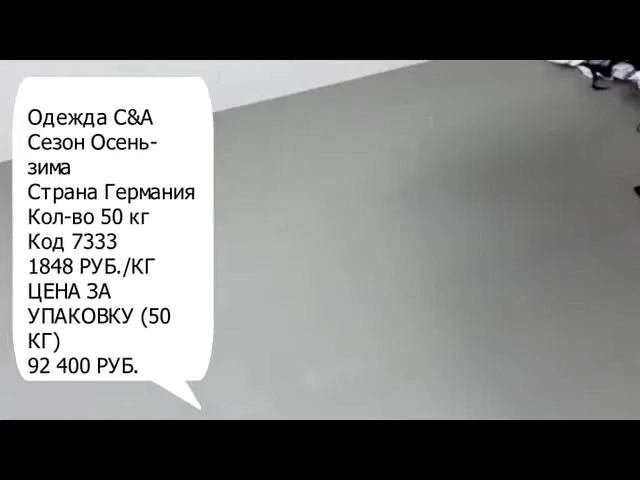 Одежда C&A
Сезон Осень-
зима
Страна Германия
Кол-во 50 кг
Код 7333
1848 РУБ./КГ
ЦЕНА ЗА
УПАКОВКУ (50
КГ)
92 400 РУБ.